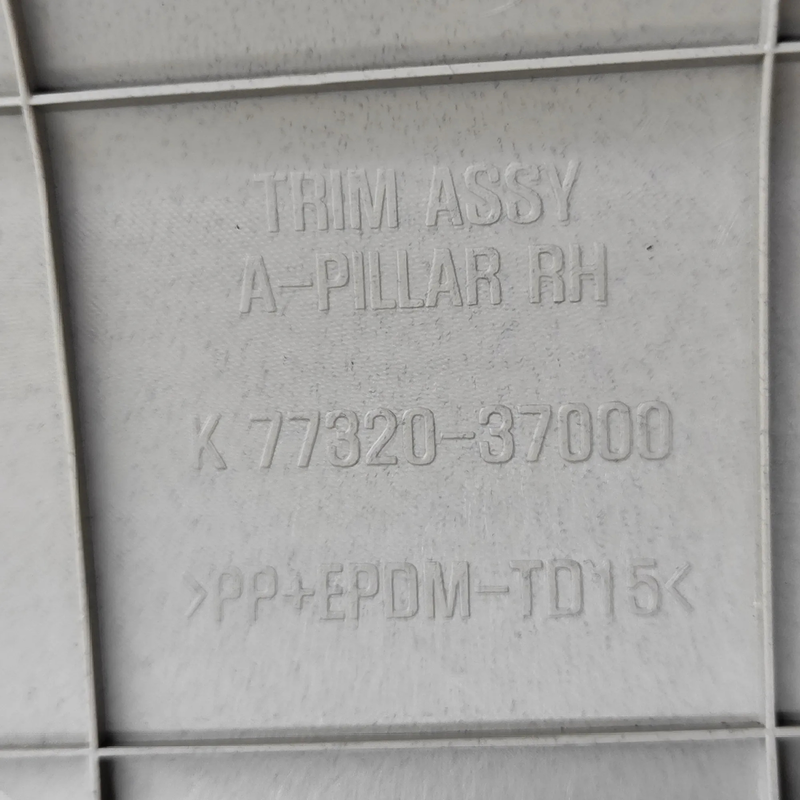 TRIM ASSY
A-PILLAR RH
K 77320-37000
>PP+EPDM-TD15<